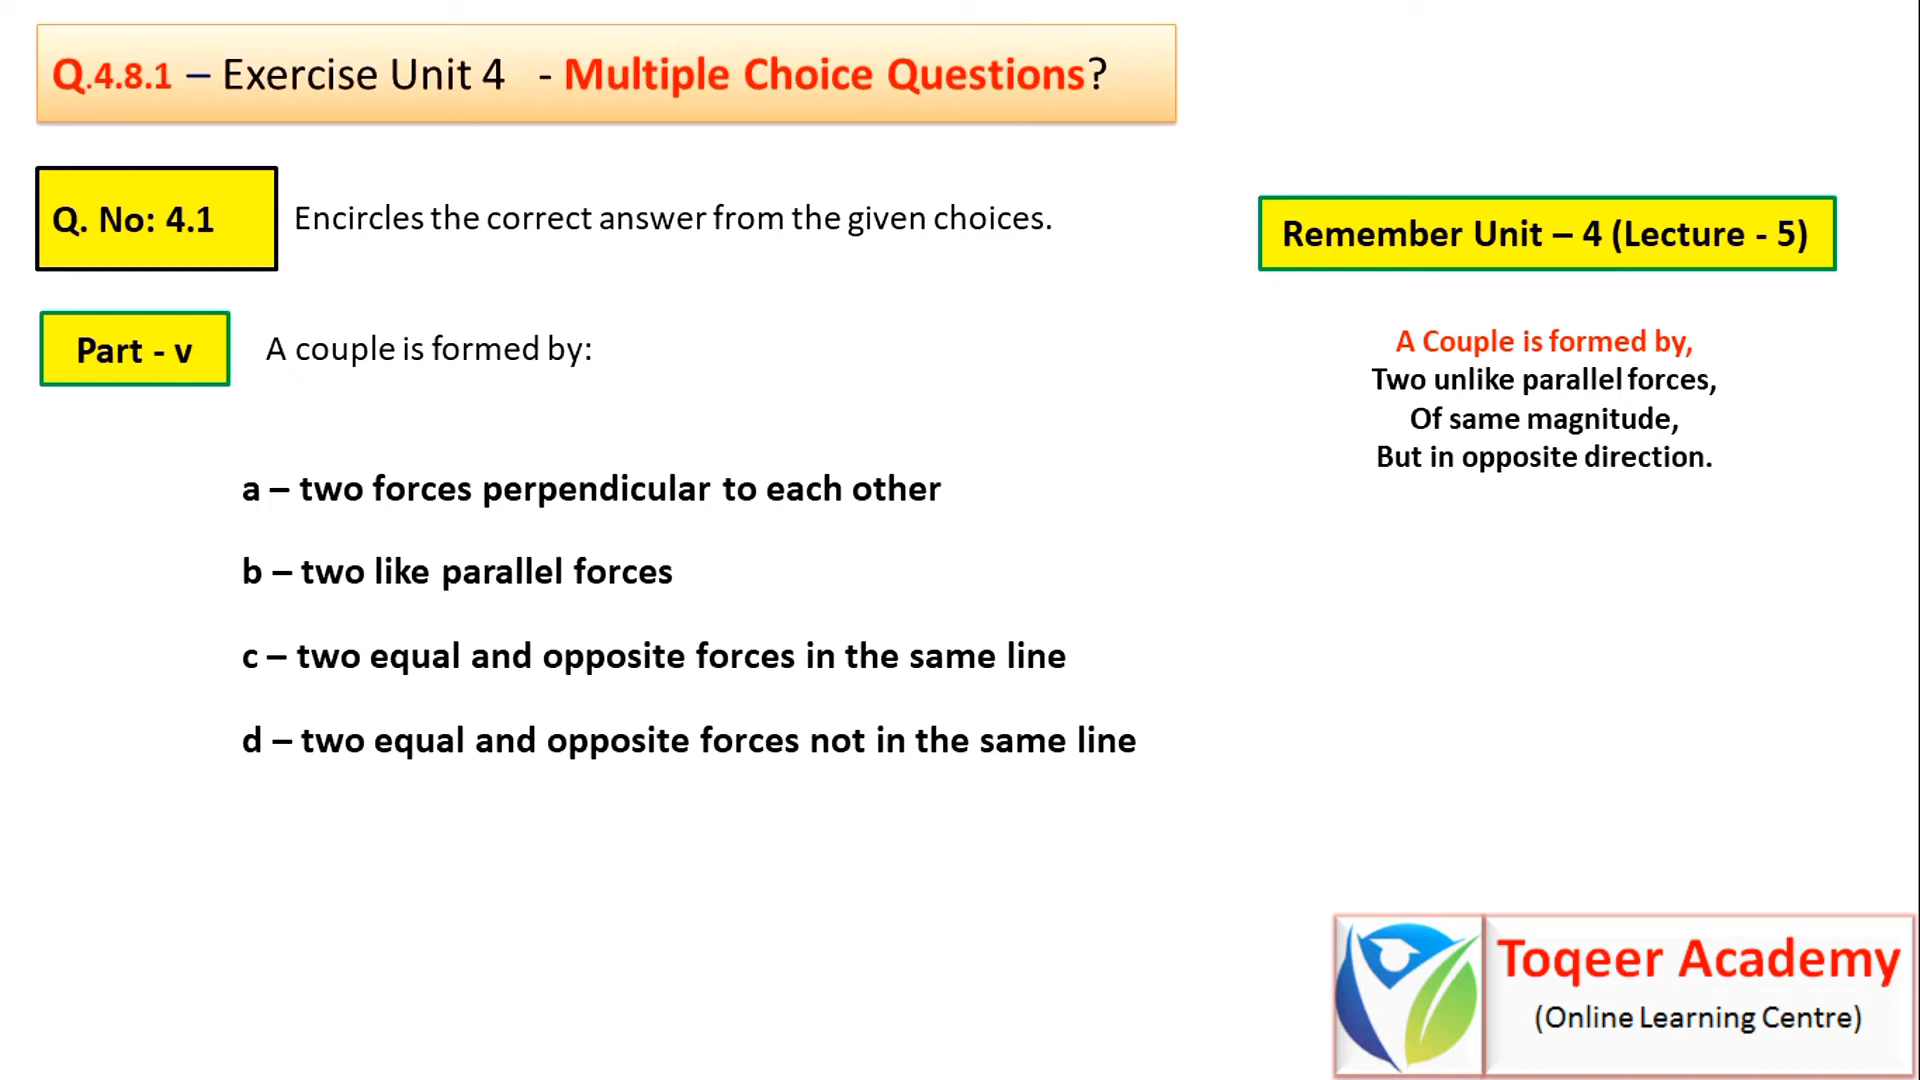 Q.4.8.1 – Exercise Unit 4 - Multiple Choice Questions?
Q. No: 4.1
Encircles the correct answer from the given choices.
Remember Unit – 4 (Lecture - 5)
Part - v
A couple is formed by:
A Couple is formed by,
Two unlike parallel forces,
Of same magnitude,
But in opposite direction.
a – two forces perpendicular to each other
b – two like parallel forces
c – two equal and opposite forces in the same line
d – two equal and opposite forces not in the same line
Toqeer Academy
(Online Learning Centre)